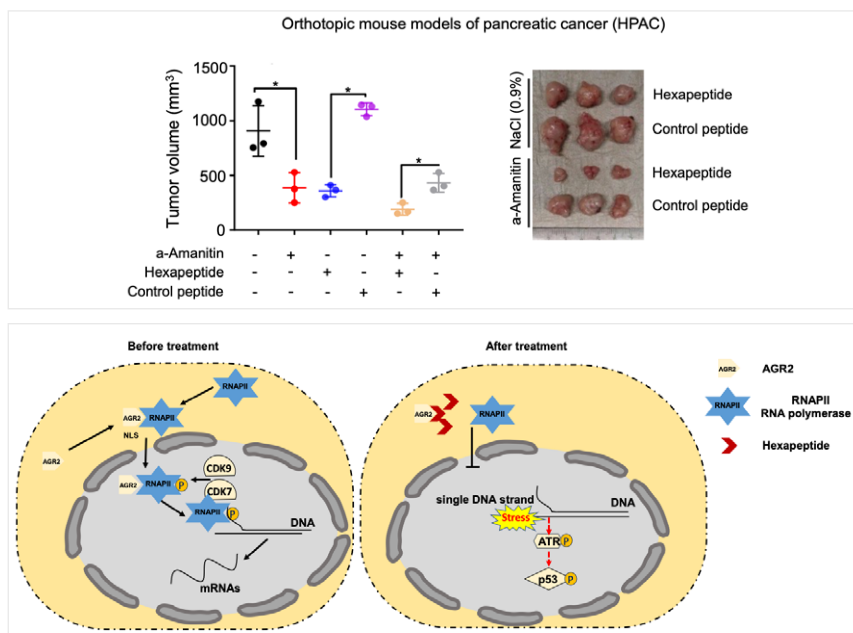 Orthotopic mouse models of pancreatic cancer (HPAC)
Tumor volume (mm³)
1500
1000
500
0
*
*
*
a-Amanitin - + - - + +
Hexapeptide - - + - + -
Control peptide - - - + - +
NaCl (0.9%)
Hexapeptide
Control peptide
a-Amanitin
Hexapeptide
Control peptide
Before treatment
RNAPII
AGR2 RNAPII
NLS
AGR2
CDK9
AGR2 RNAPII P
CDK7
RNAPII P
DNA
mRNAs
After treatment
AGR2 RNAPII
single DNA strand
DNA
Stress
ATR P
p53 P
AGR2 AGR2
RNAPII RNAPII
RNA polymerase
Hexapeptide